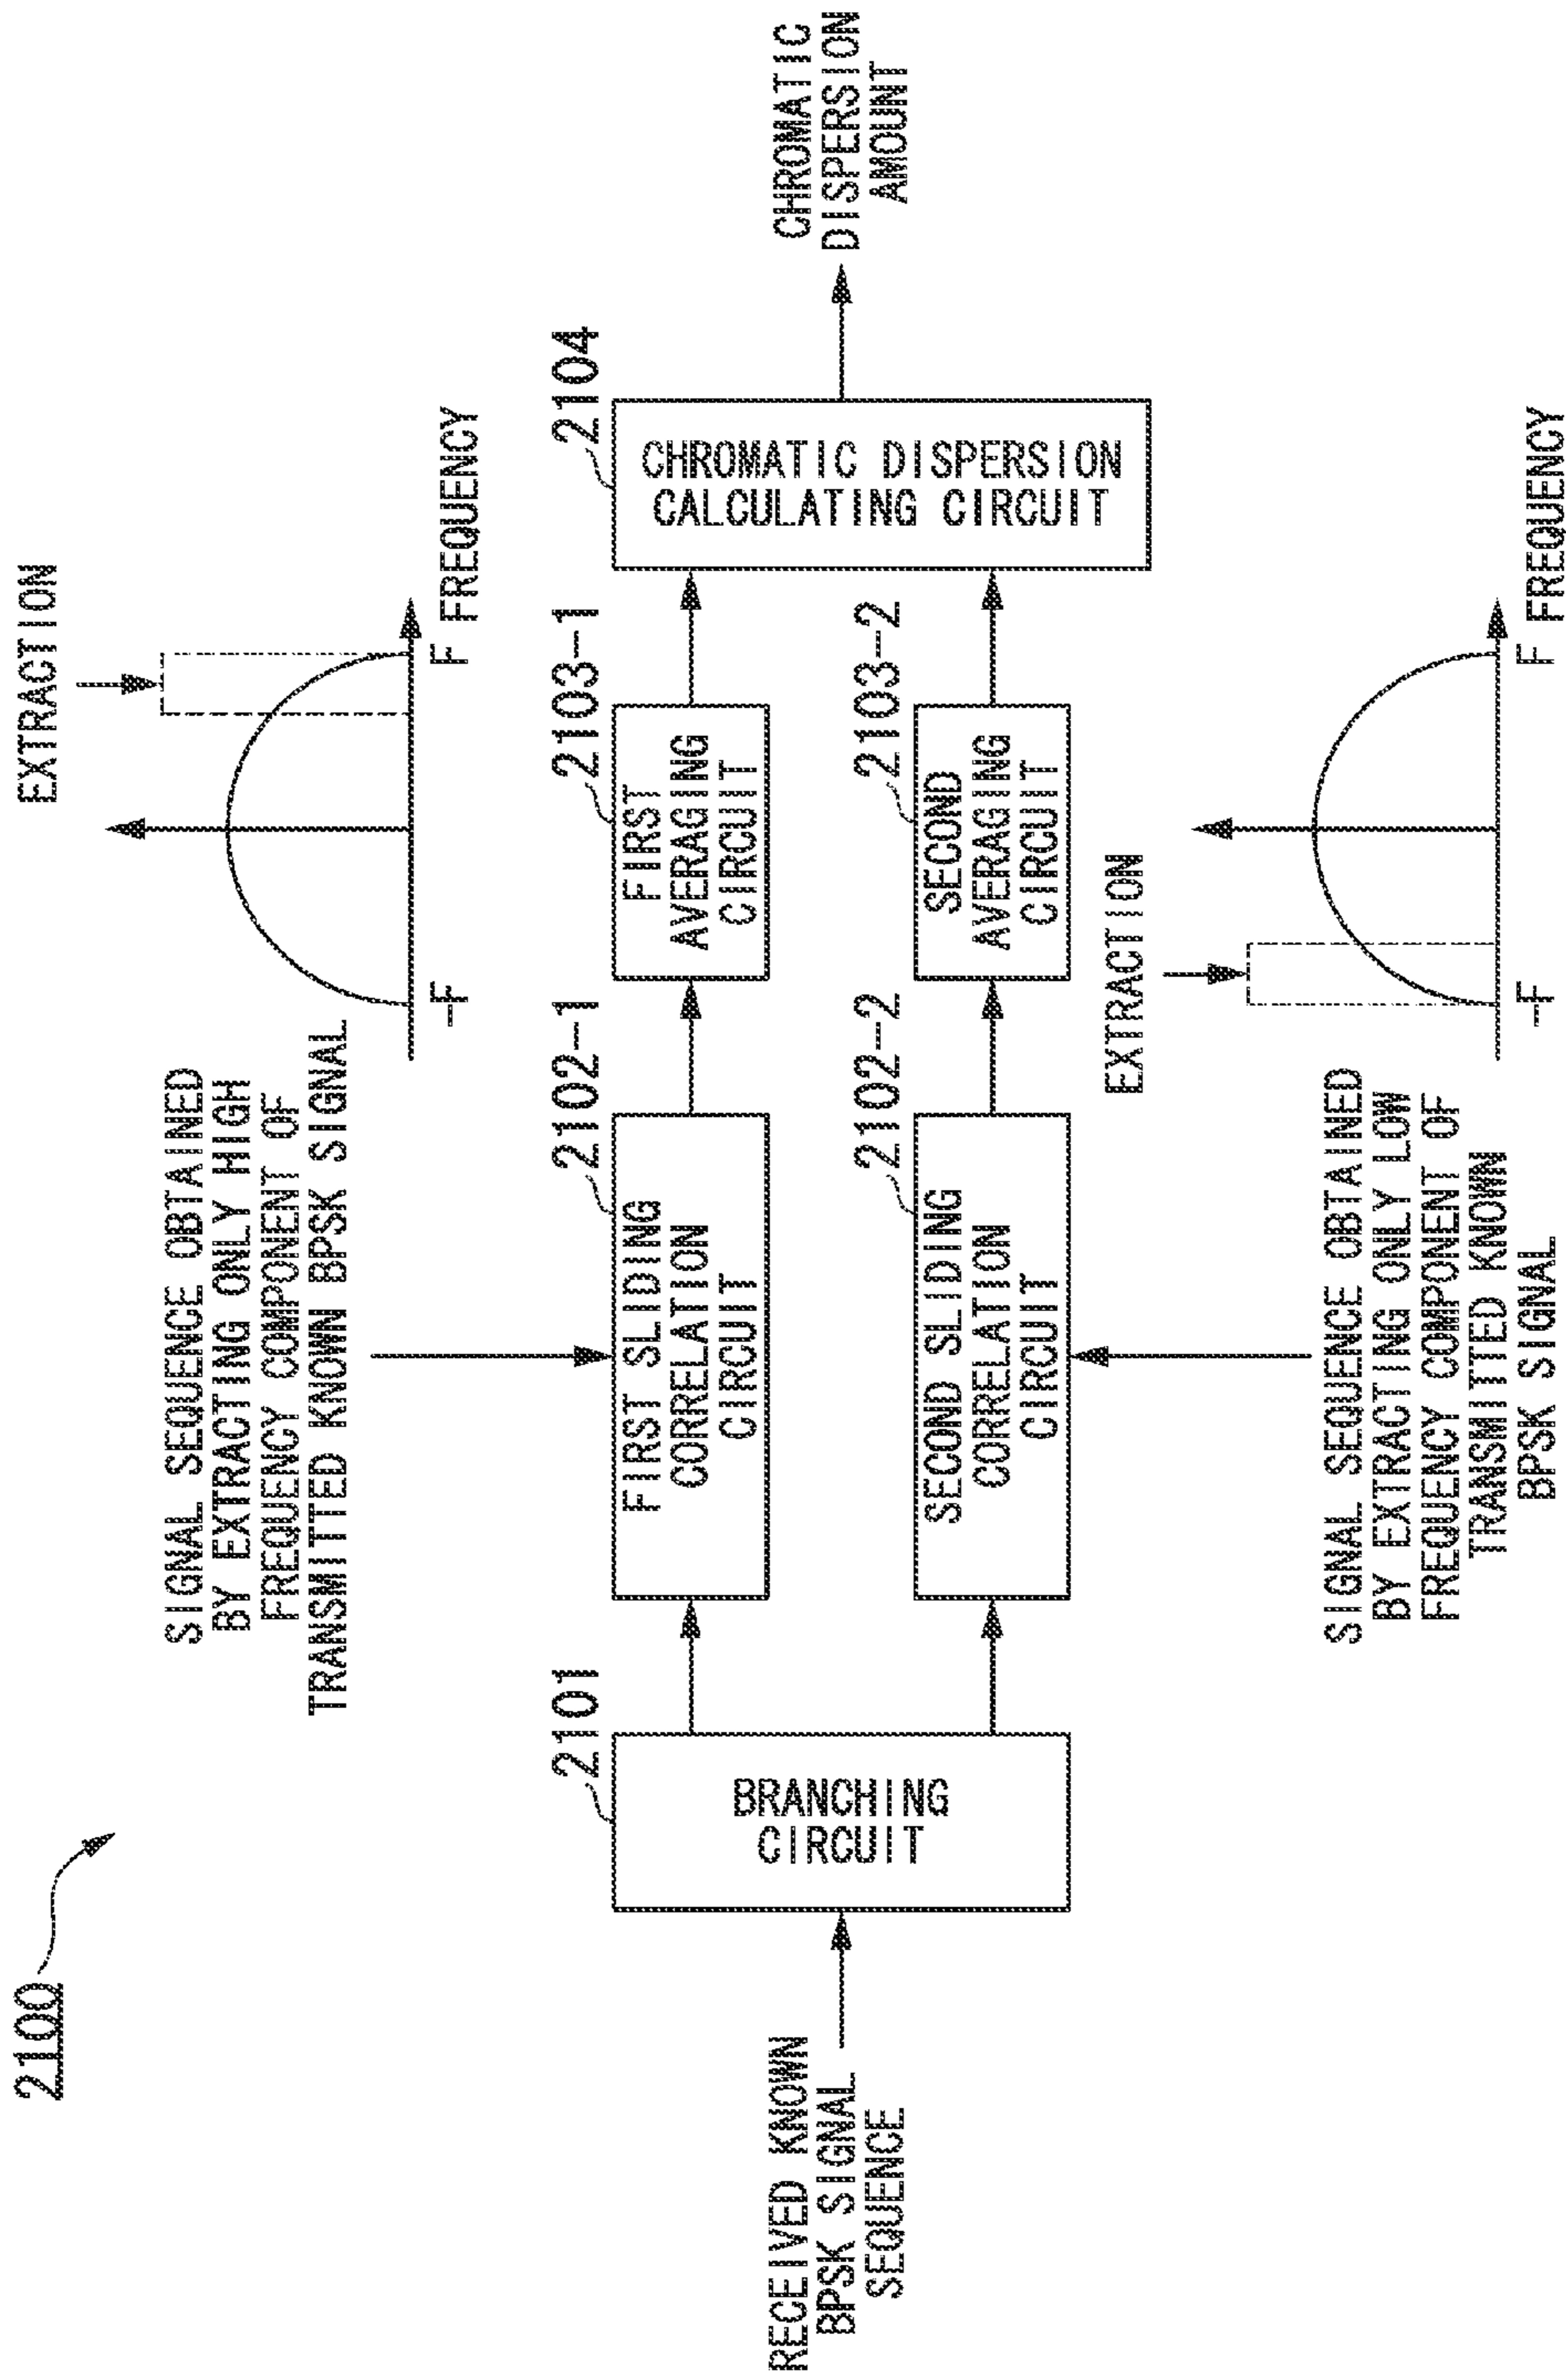 2100
EXTRACTION
SIGNAL SEQUENCE OBTAINED
BY EXTRACTING ONLY HIGH
FREQUENCY COMPONENT OF
TRANSMITTED KNOWN BPSK SIGNAL
-F
F
FREQUENCY
2101
2102-1
2103-1
2104
RECEIVED KNOWN
BPSK SIGNAL
SEQUENCE
BRANCHING
CIRCUIT
FIRST SLIDING
CORRELATION
CIRCUIT
FIRST
AVERAGING
CIRCUIT
CHROMATIC DISPERSION
CALCULATING CIRCUIT
CHROMATIC
DISPERSION
AMOUNT
2102-2
2103-2
SECOND SLIDING
CORRELATION
CIRCUIT
SECOND
AVERAGING
CIRCUIT
EXTRACTION
SIGNAL SEQUENCE OBTAINED
BY EXTRACTING ONLY LOW
FREQUENCY COMPONENT OF
TRANSMITTED KNOWN
BPSK SIGNAL
-F
F
FREQUENCY